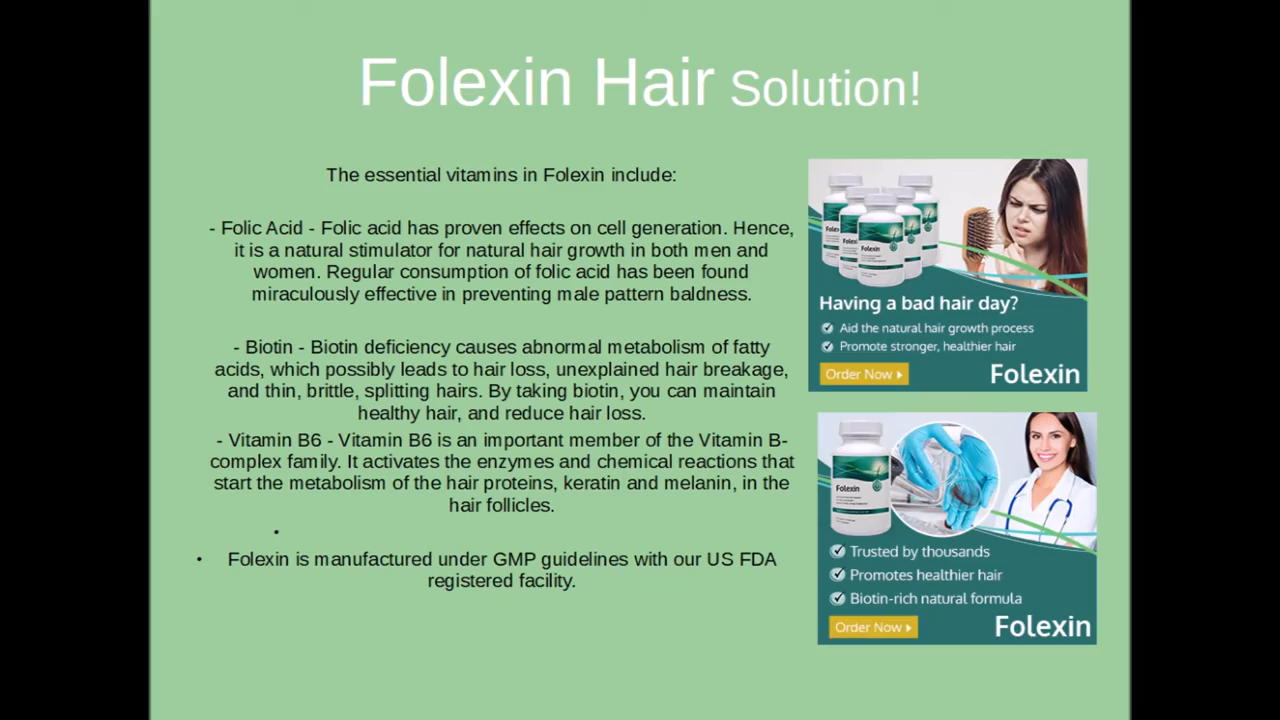 Folexin Hair Solution!
The essential vitamins in Folexin include:
- Folic Acid - Folic acid has proven effects on cell generation. Hence,
it is a natural stimulator for natural hair growth in both men and
women. Regular consumption of folic acid has been found
miraculously effective in preventing male pattern baldness.
- Biotin - Biotin deficiency causes abnormal metabolism of fatty
acids, which possibly leads to hair loss, unexplained hair breakage,
and thin, brittle, splitting hairs. By taking biotin, you can maintain
healthy hair, and reduce hair loss.
- Vitamin B6 - Vitamin B6 is an important member of the Vitamin B-
complex family. It activates the enzymes and chemical reactions that
start the metabolism of the hair proteins, keratin and melanin, in the
hair follicles.
•
• Folexin is manufactured under GMP guidelines with our US FDA
registered facility.
Folexin
Having a bad hair day?
Aid the natural hair growth process
Promote stronger, healthier hair
Order Now
Folexin
Folexin
Trusted by thousands
Promotes healthier hair
Biotin-rich natural formula
Order Now
Folexin